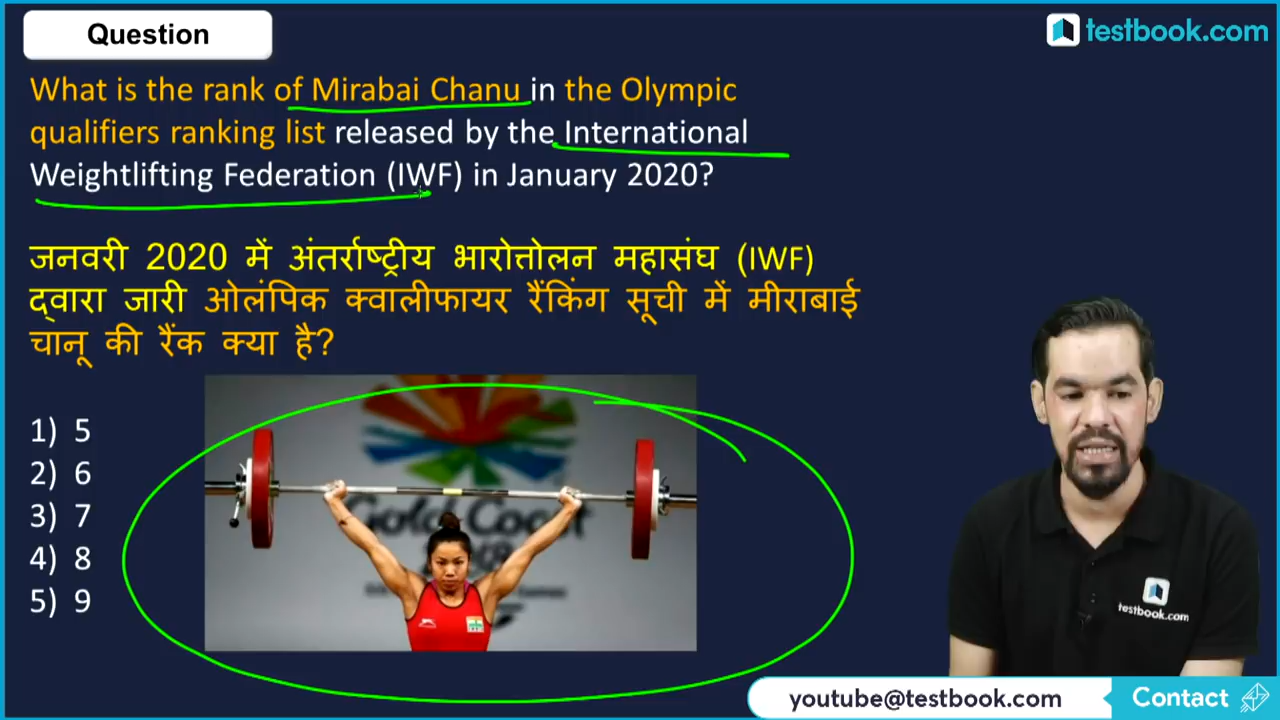 Question
testbook.com
What is the rank of Mirabai Chanu in the Olympic
qualifiers ranking list released by the International
Weightlifting Federation (IWF) in January 2020?
जनवरी 2020 में अंतर्राष्ट्रीय भारोत्तोलन महासंघ (IWF)
द्वारा जारी ओलंपिक क्वालीफायर रैंकिंग सूची में मीराबाई
चानू की रैंक क्या है?
1) 5
2) 6
3) 7
4) 8
5) 9
Gold Coast
2018
testbook.com
youtube@testbook.com
Contact